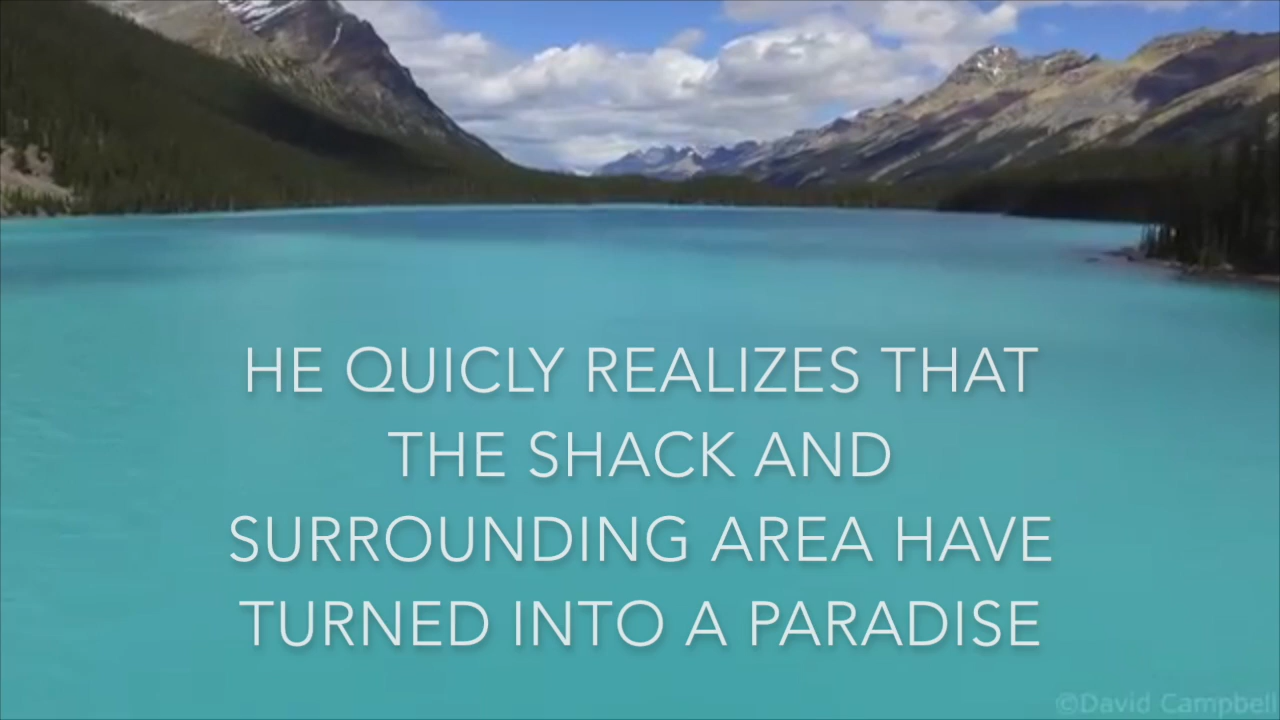 HE QUICLY REALIZES THAT
THE SHACK AND
SURROUNDING AREA HAVE
TURNED INTO A PARADISE
©David Campbell